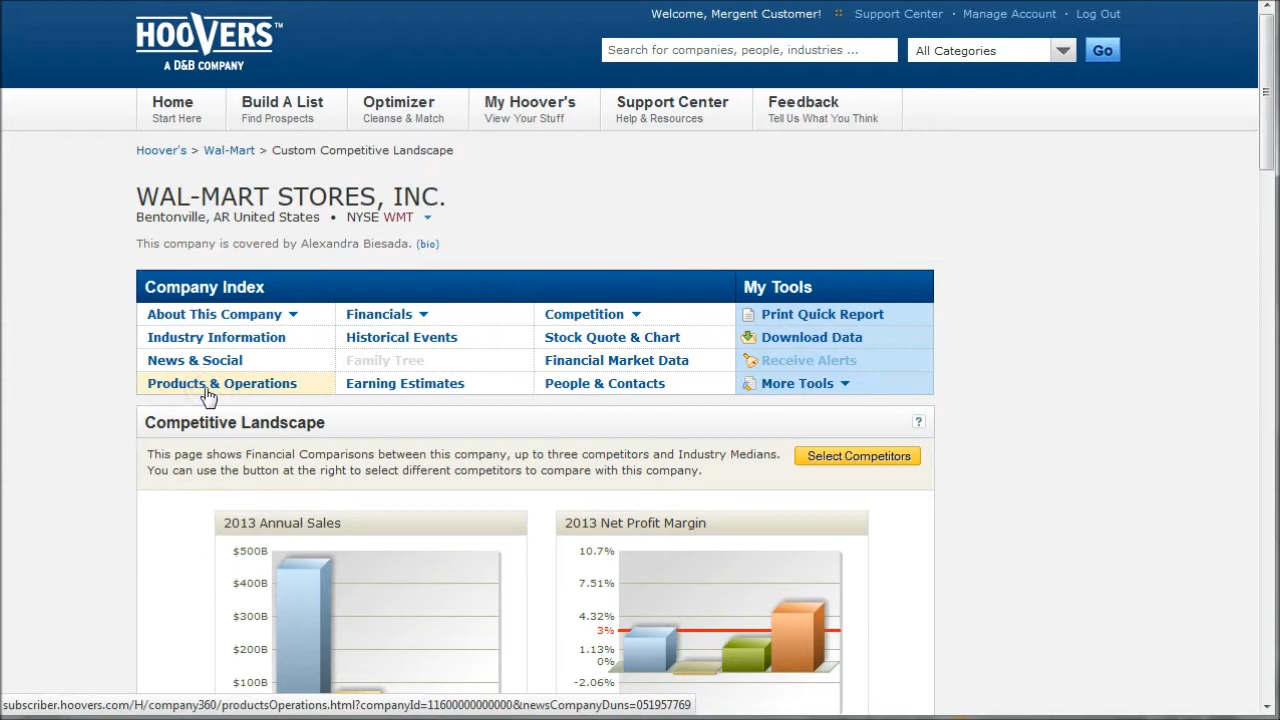 HOOVERS™
A D&B COMPANY
Welcome, Mergent Customer! Support Center · Manage Account · Log Out
Search for companies, people, industries ... All Categories Go
Home Build A List Optimizer My Hoover's Support Center Feedback
Start Here Find Prospects Cleanse & Match View Your Stuff Help & Resources Tell Us What You Think
Hoover's > Wal-Mart > Custom Competitive Landscape
WAL-MART STORES, INC.
Bentonville, AR United States • NYSE WMT
This company is covered by Alexandra Biesada. (bio)
Company Index My Tools
About This Company Financials Competition Print Quick Report
Industry Information Historical Events Stock Quote & Chart Download Data
News & Social Family Tree Financial Market Data Receive Alerts
Products & Operations Earning Estimates People & Contacts More Tools
Competitive Landscape ?
This page shows Financial Comparisons between this company, up to three competitors and Industry Medians.
You can use the button at the right to select different competitors to compare with this company.
Select Competitors
2013 Annual Sales
$500B
$400B
$300B
$200B
$100B
2013 Net Profit Margin
10.7%
7.51%
4.32%
3%
1.13%
0%
-2.06%
subscriber.hoovers.com/H/company360/productsOperations.html?companyId=11600000000000&newsCompanyDuns=051957769